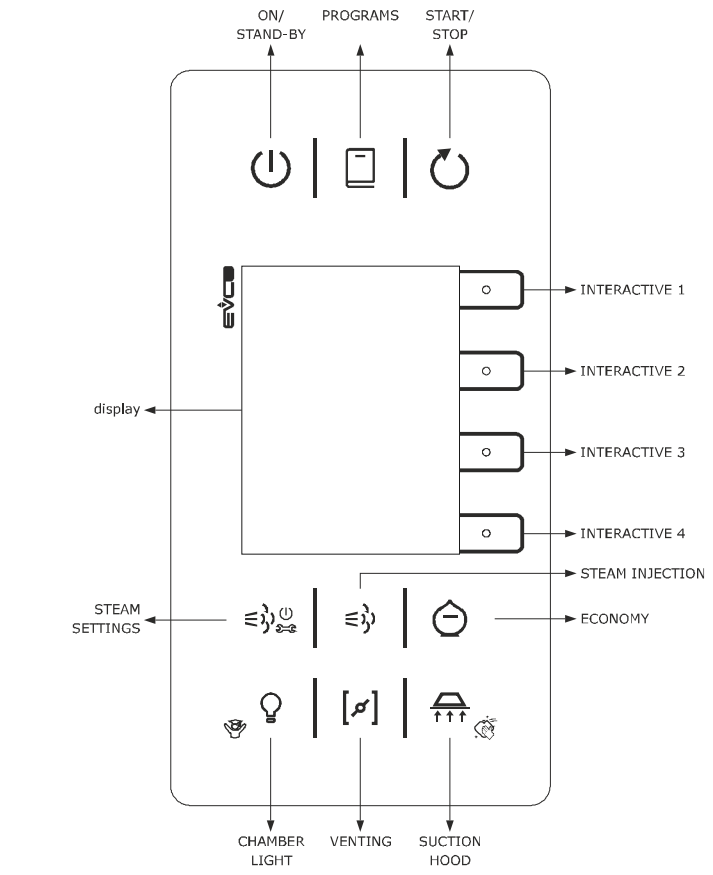 ON/
STAND-BY
PROGRAMS
START/
STOP
EVCO
INTERACTIVE 1
INTERACTIVE 2
display
INTERACTIVE 3
INTERACTIVE 4
STEAM INJECTION
STEAM
SETTINGS
ECONOMY
CHAMBER
LIGHT
VENTING
SUCTION
HOOD